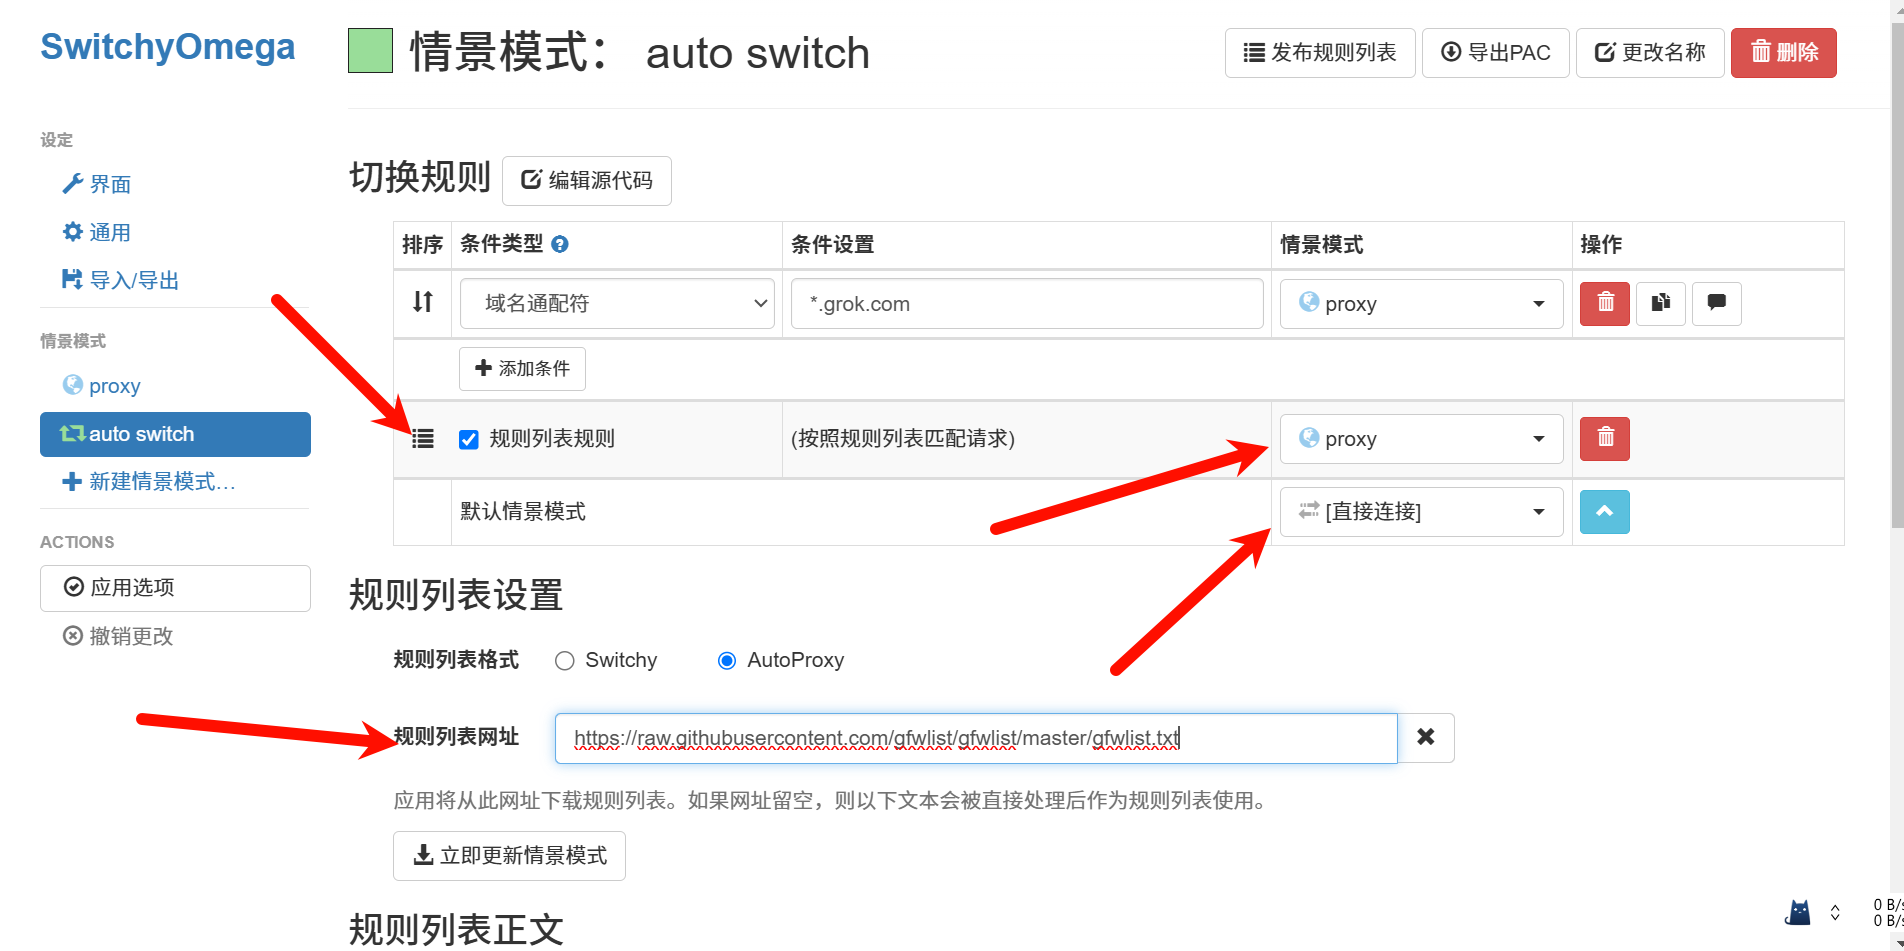 SwitchyOmega
情景模式： auto switch
发布规则列表
导出PAC
更改名称
删除
设定
界面
通用
导入/导出
情景模式
proxy
auto switch
新建情景模式…
ACTIONS
应用选项
撤销更改
切换规则
编辑源代码
排序 条件类型 条件设置 情景模式 操作
域名通配符 *.grok.com proxy
添加条件
规则列表规则 (按照规则列表匹配请求) proxy
默认情景模式 [直接连接]
规则列表设置
规则列表格式 Switchy AutoProxy
规则列表网址 https://raw.githubusercontent.com/gfwlist/gfwlist/master/gfwlist.txt
应用将从此网址下载规则列表。如果网址留空，则以下文本会被直接处理后作为规则列表使用。
立即更新情景模式
规则列表正文
0 B/s
0 B/s